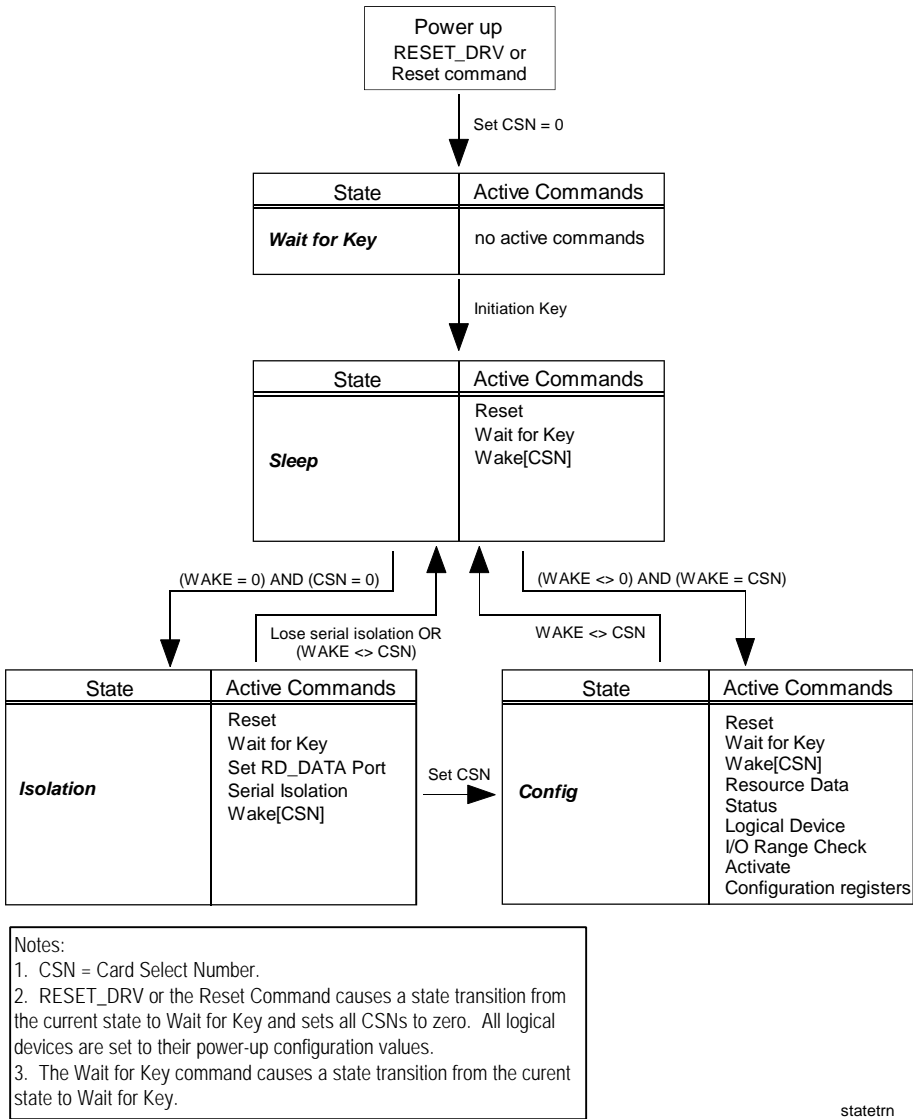 Power up
RESET_DRV or
Reset command
Set CSN = 0
State Active Commands
Wait for Key no active commands
Initiation Key
State Active Commands
Sleep
Reset
Wait for Key
Wake[CSN]
(WAKE = 0) AND (CSN = 0)
(WAKE <> 0) AND (WAKE = CSN)
Lose serial isolation OR
(WAKE <> CSN)
WAKE <> CSN
State Active Commands
Isolation
Reset
Wait for Key
Set RD_DATA Port
Serial Isolation
Wake[CSN]
Set CSN
State Active Commands
Config
Reset
Wait for Key
Wake[CSN]
Resource Data
Status
Logical Device
I/O Range Check
Activate
Configuration registers
Notes:
1. CSN = Card Select Number.
2. RESET_DRV or the Reset Command causes a state transition from
the current state to Wait for Key and sets all CSNs to zero. All logical
devices are set to their power-up configuration values.
3. The Wait for Key command causes a state transition from the curent
state to Wait for Key.
statetrn